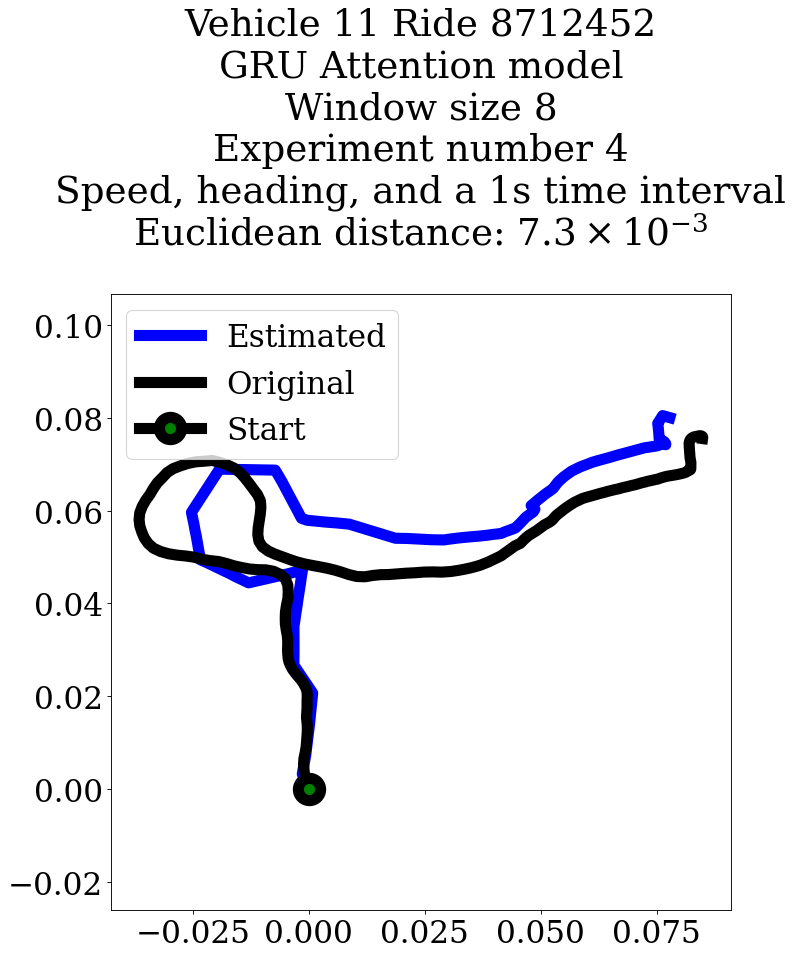 Vehicle 11 Ride 8712452
GRU Attention model
Window size 8
Experiment number 4
Speed, heading, and a 1s time interval
Euclidean distance: 7.3 × 10⁻³
Estimated
Original
Start
0.10
0.08
0.06
0.04
0.02
0.00
−0.02
−0.025 0.000 0.025 0.050 0.075